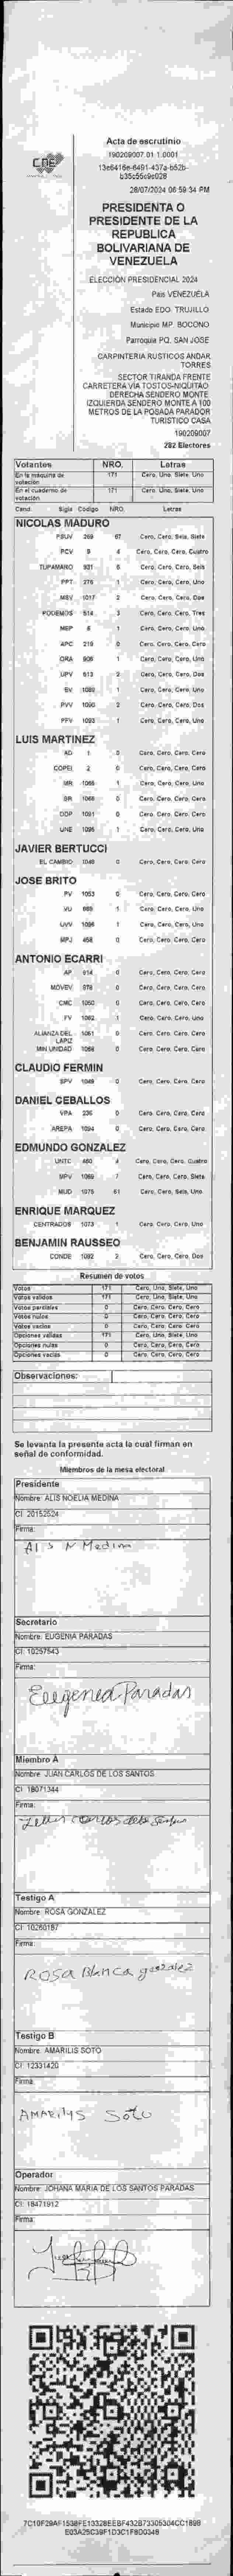 CNE
Acta de escrutinio
190209007.01.1.0001
28/07/2024 06:59:34 PM
PRESIDENTA O
PRESIDENTE DE LA
REPUBLICA
BOLIVARIANA DE
VENEZUELA
ELECCION PRESIDENCIAL 2024
País VENEZUELA
Estado EDO. TRUJILLO
Municipio MP. BOCONO
Parroquia PQ. SAN JOSE
CARPINTERIA RUSTICOS ANDAR
TORRES
SECTOR TIRANDA FRENTE
CARRETERA VIA TOSTOS-NIQUITAO
DERECHA SENDERO MONTE.
IZQUIERDA SENDERO MONTE A 100
METROS DE LA POSADA PARADOR
TURISTICO CASA
190209007
282 Electores
Votantes NRO. Letras
En la máquina de votación 171 Cero, Uno, Siete, Uno
En el cuaderno de votación 171 Cero, Uno, Siete, Uno
Cand. Sigla Código NRO. Letras
NICOLAS MADURO
PSUV 269 67 Cero, Cero, Seis, Siete
PCV 9 4 Cero, Cero, Cero, Cuatro
TUPAMARO 931 6 Cero, Cero, Cero, Seis
PPT 276 1 Cero, Cero, Cero, Uno
MSV 1017 2 Cero, Cero, Cero, Dos
PODEMOS 514 3 Cero, Cero, Cero, Tres
MEP 6 1 Cero, Cero, Cero, Uno
APC 219 0 Cero, Cero, Cero, Cero
ORA 906 1 Cero, Cero, Cero, Uno
UPV 613 2 Cero, Cero, Cero, Dos
EV 1089 1 Cero, Cero, Cero, Uno
PVV 1090 2 Cero, Cero, Cero, Dos
PFV 1093 1 Cero, Cero, Cero, Uno
LUIS MARTINEZ
AD 1 0 Cero, Cero, Cero, Cero
COPEI 2 0 Cero, Cero, Cero, Cero
MR 1066 1 Cero, Cero, Cero, Uno
BR 1068 0 Cero, Cero, Cero, Cero
DDP 1091 0 Cero, Cero, Cero, Cero
UNE 1095 1 Cero, Cero, Cero, Uno
JAVIER BERTUCCI
EL CAMBIO 1048 0 Cero, Cero, Cero, Cero
JOSE BRITO
PV 1053 0 Cero, Cero, Cero, Cero
VU 669 1 Cero, Cero, Cero, Uno
UVV 1096 1 Cero, Cero, Cero, Uno
MPJ 458 0 Cero, Cero, Cero, Cero
ANTONIO ECARRI
AP 914 0 Cero, Cero, Cero, Cero
MOVEV 978 0 Cero, Cero, Cero, Cero
CMC 1050 0 Cero, Cero, Cero, Cero
FV 1062 1 Cero, Cero, Cero, Uno
ALIANZA DEL LAPIZ 1061 0 Cero, Cero, Cero, Cero
MIN UNIDAD 1064 0 Cero, Cero, Cero, Cero
CLAUDIO FERMIN
SPV 1049 0 Cero, Cero, Cero, Cero
DANIEL CEBALLOS
VPA 236 0 Cero, Cero, Cero, Cero
AREPA 1094 0 Cero, Cero, Cero, Cero
EDMUNDO GONZALEZ
UNTC 460 4 Cero, Cero, Cero, Cuatro
MPV 1069 7 Cero, Cero, Cero, Siete
MUD 1075 61 Cero, Cero, Seis, Uno
ENRIQUE MARQUEZ
CENTRADOS 1073 1 Cero, Cero, Cero, Uno
BENJAMIN RAUSSEO
CONDE 1092 2 Cero, Cero, Cero, Dos
Resumen de votos
Votos 171 Cero, Uno, Siete, Uno
Votos validos 171 Cero, Uno, Siete, Uno
Votos perdidos 0 Cero, Cero, Cero, Cero
Votos nulos 0 Cero, Cero, Cero, Cero
Votos vacíos 0 Cero, Cero, Cero, Cero
Opciones válidas 171 Cero, Uno, Siete, Uno
Opciones nulas 0 Cero, Cero, Cero, Cero
Opciones vacías 0 Cero, Cero, Cero, Cero
Observaciones:
Se levanta la presente acta la cual firman en
señal de conformidad.
Miembros de la mesa electoral
Presidente
Nombre: ALIS NOELIA MEDINA
CI: 20152524
Firma:
Alis N Medina
Secretario
Nombre: EUGENIA PARADAS
CI: 10257543
Firma:
Eugenia Paradas
Miembro A
Nombre: JUAN CARLOS DE LOS SANTOS
CI: 18071344
Firma:
Testigo A
Nombre: ROSA GONZALEZ
CI: 10260187
Firma:
ROSA BLANCA gonzalez
Testigo B
Nombre: AMARILIS SOTO
CI: 12331420
Firma:
AMARILYS Soto
Operador
Nombre: JOHANA MARIA DE LOS SANTOS PARADAS
CI: 18471912
Firma: